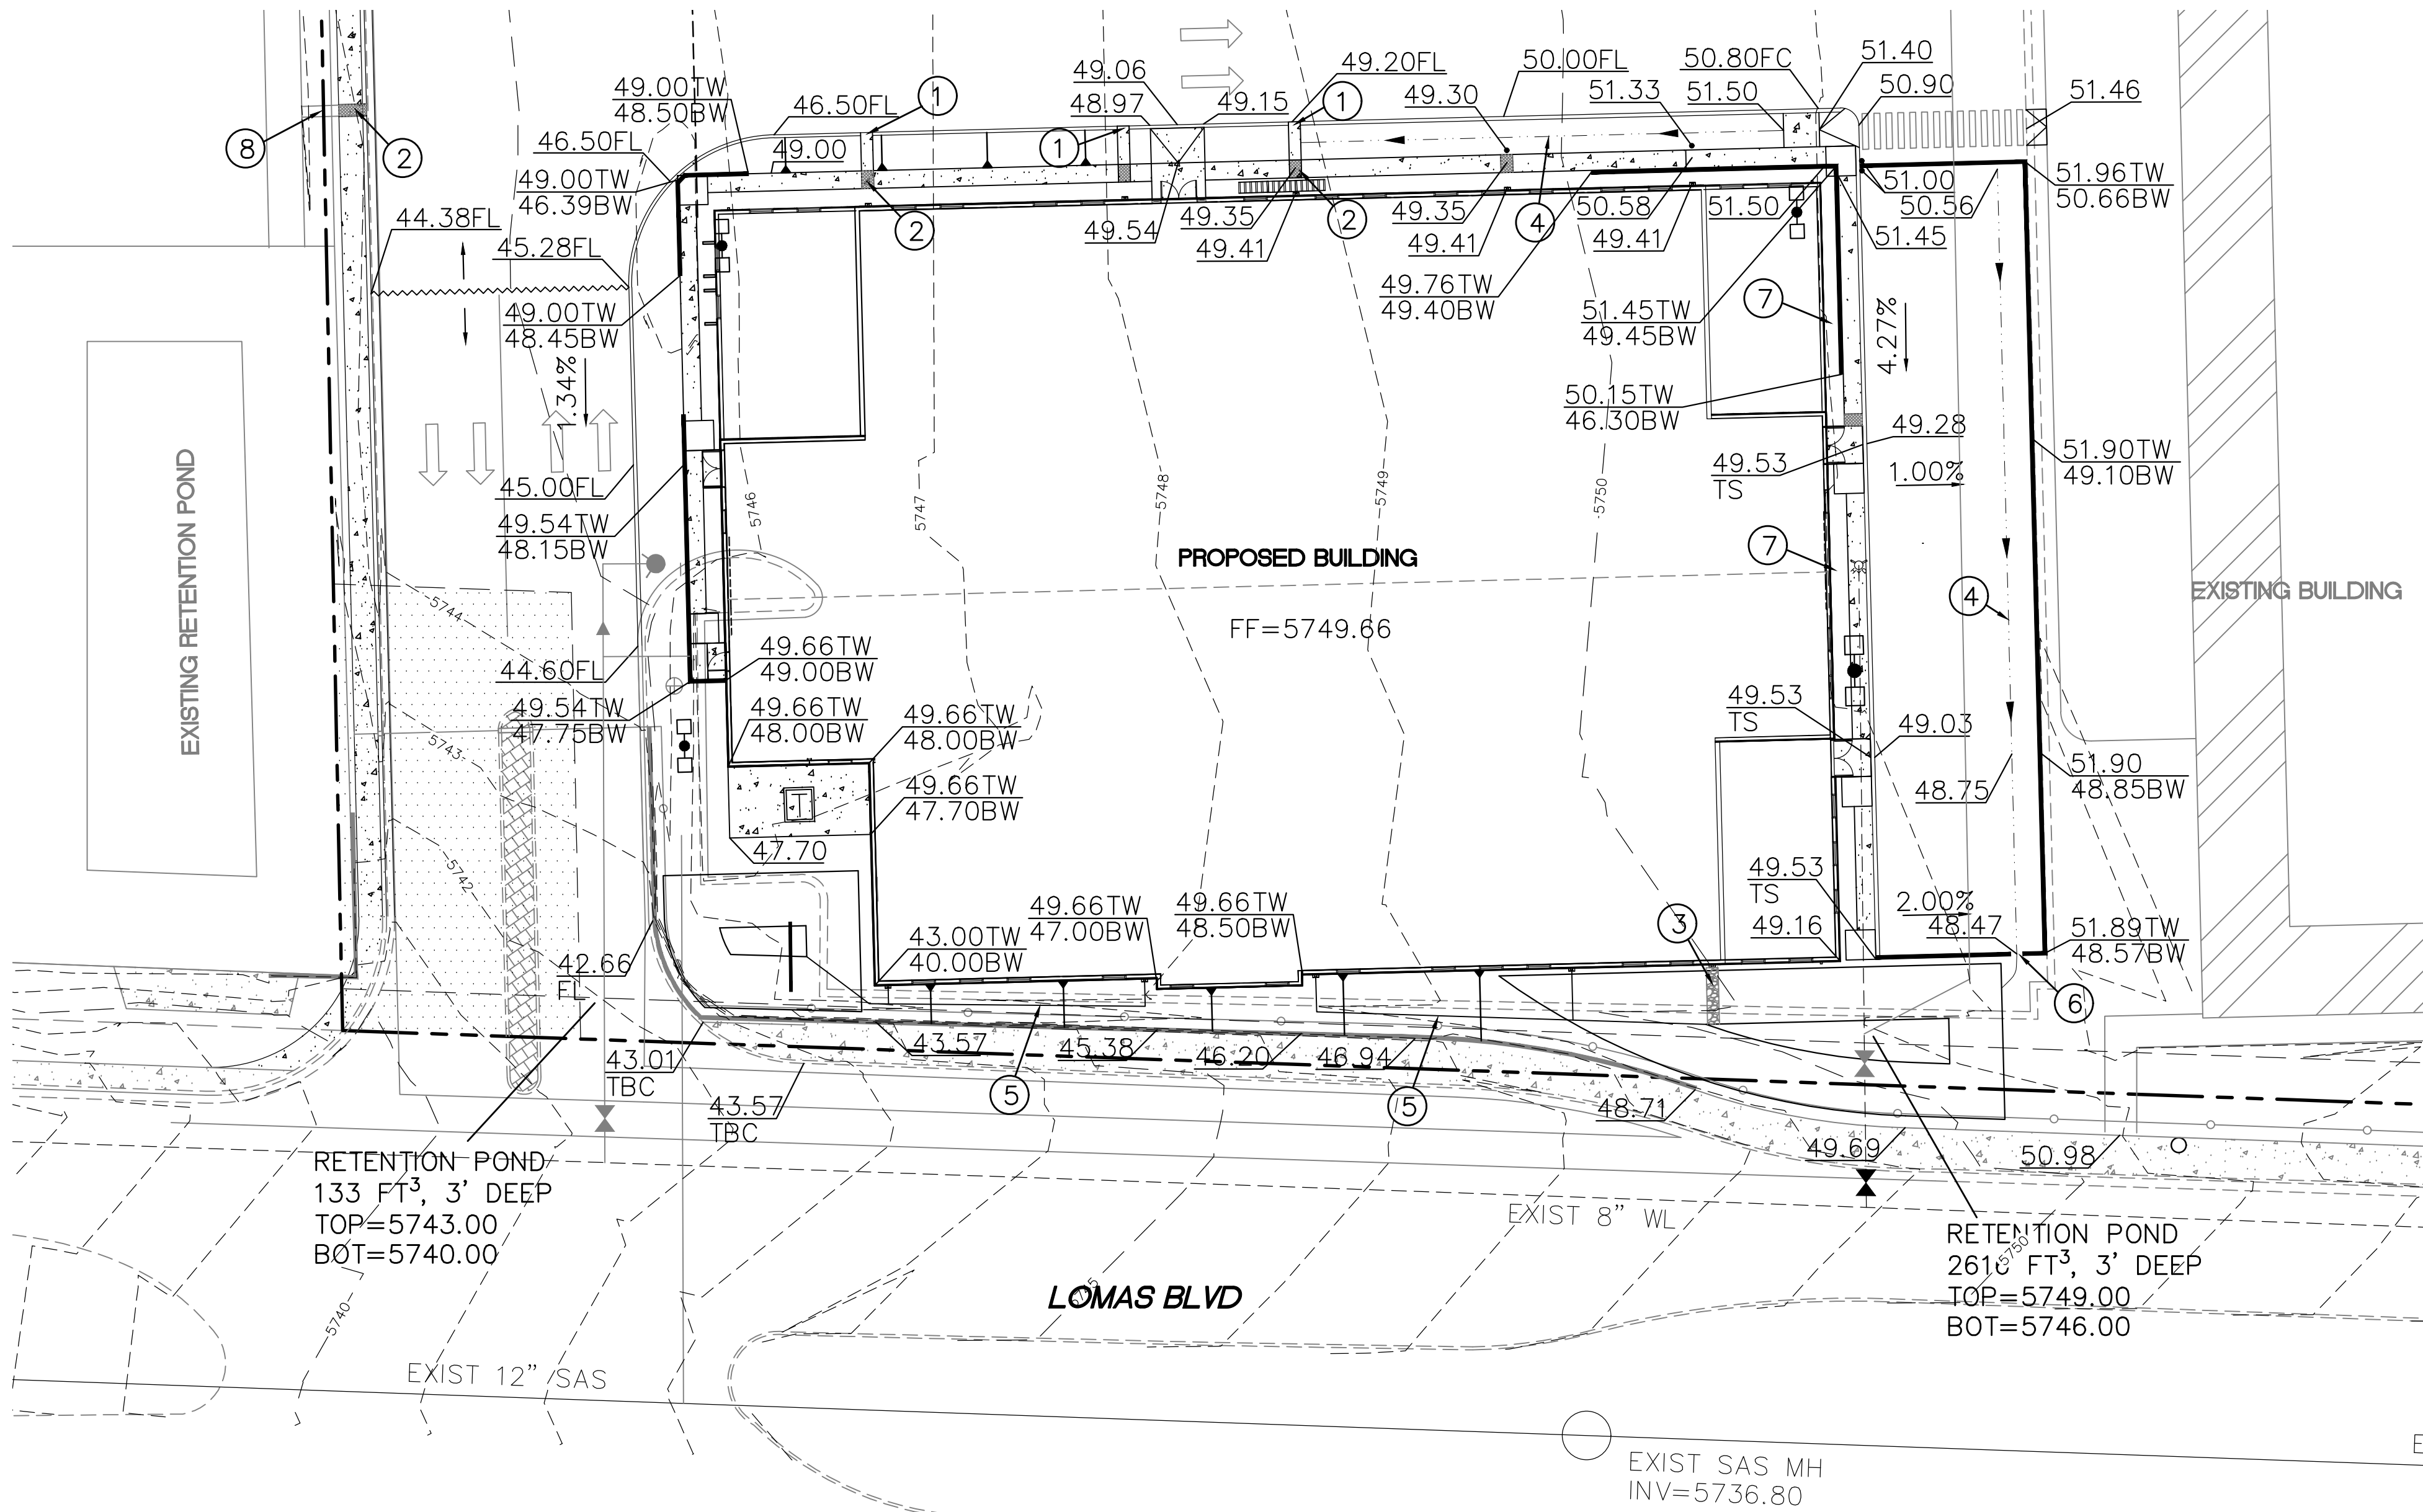 49.00TW
48.50BW
46.50FL
1
49.06
48.97
49.15
49.20FL
1
50.00FL
49.30
50.80FC
51.33
51.50
51.40
50.90
51.46
8
2
46.50FL
49.00
1
49.00TW
46.39BW
44.38FL
45.28FL
2
49.54
49.35
49.41
2
49.35
49.41
4
50.58
49.41
51.50
51.00
50.56
51.45
51.96TW
50.66BW
49.00TW
48.45BW
1.34%
49.76TW
49.40BW
51.45TW
49.45BW
7
4.27%
50.15TW
46.30BW
49.28
49.53
TS
1.00%
51.90TW
49.10BW
EXISTING RETENTION POND
45.00FL
49.54TW
48.15BW
5746
5747
5748
5749
5750
PROPOSED BUILDING
FF=5749.66
7
4
EXISTING BUILDING
5744
44.60FL
49.66TW
49.00BW
49.54TW
47.75BW
49.66TW
48.00BW
49.66TW
48.00BW
5743
49.53
TS
49.03
49.66TW
47.70BW
48.75
51.90
48.85BW
47.70
5742
49.53
TS
49.66TW
47.00BW
49.66TW
48.50BW
3
2.00%
49.16
48.47
51.89TW
48.57BW
43.00TW
40.00BW
42.66
FL
6
43.01
TBC
43.57
45.38
46.20
46.94
5
5
43.57
TBC
48.71
49.69
50.98
RETENTION POND
133 FT³, 3' DEEP
TOP=5743.00
BOT=5740.00
EXIST 8" WL
RETENTION POND
FT³, 3' DEEP
TOP=5749.00
BOT=5746.00
5750
5740
LOMAS BLVD
EXIST 12" SAS
EXIST SAS MH
INV=5736.80